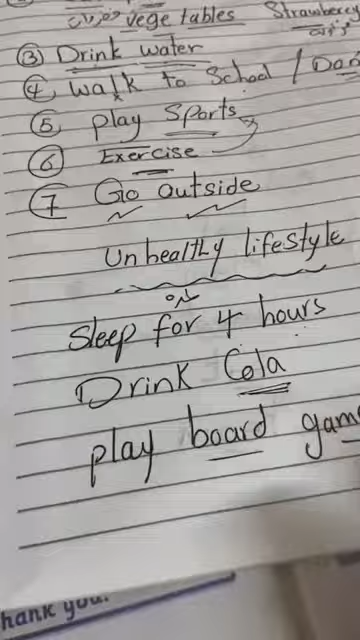 vegetables Strawberry
③ Drink water
④ walk to School /
⑤ play Sports
⑥ Exercise
⑦ Go outside
Unhealthy lifestyle
Sleep for 4 hours
Drink Cola
play board gam
hank you.